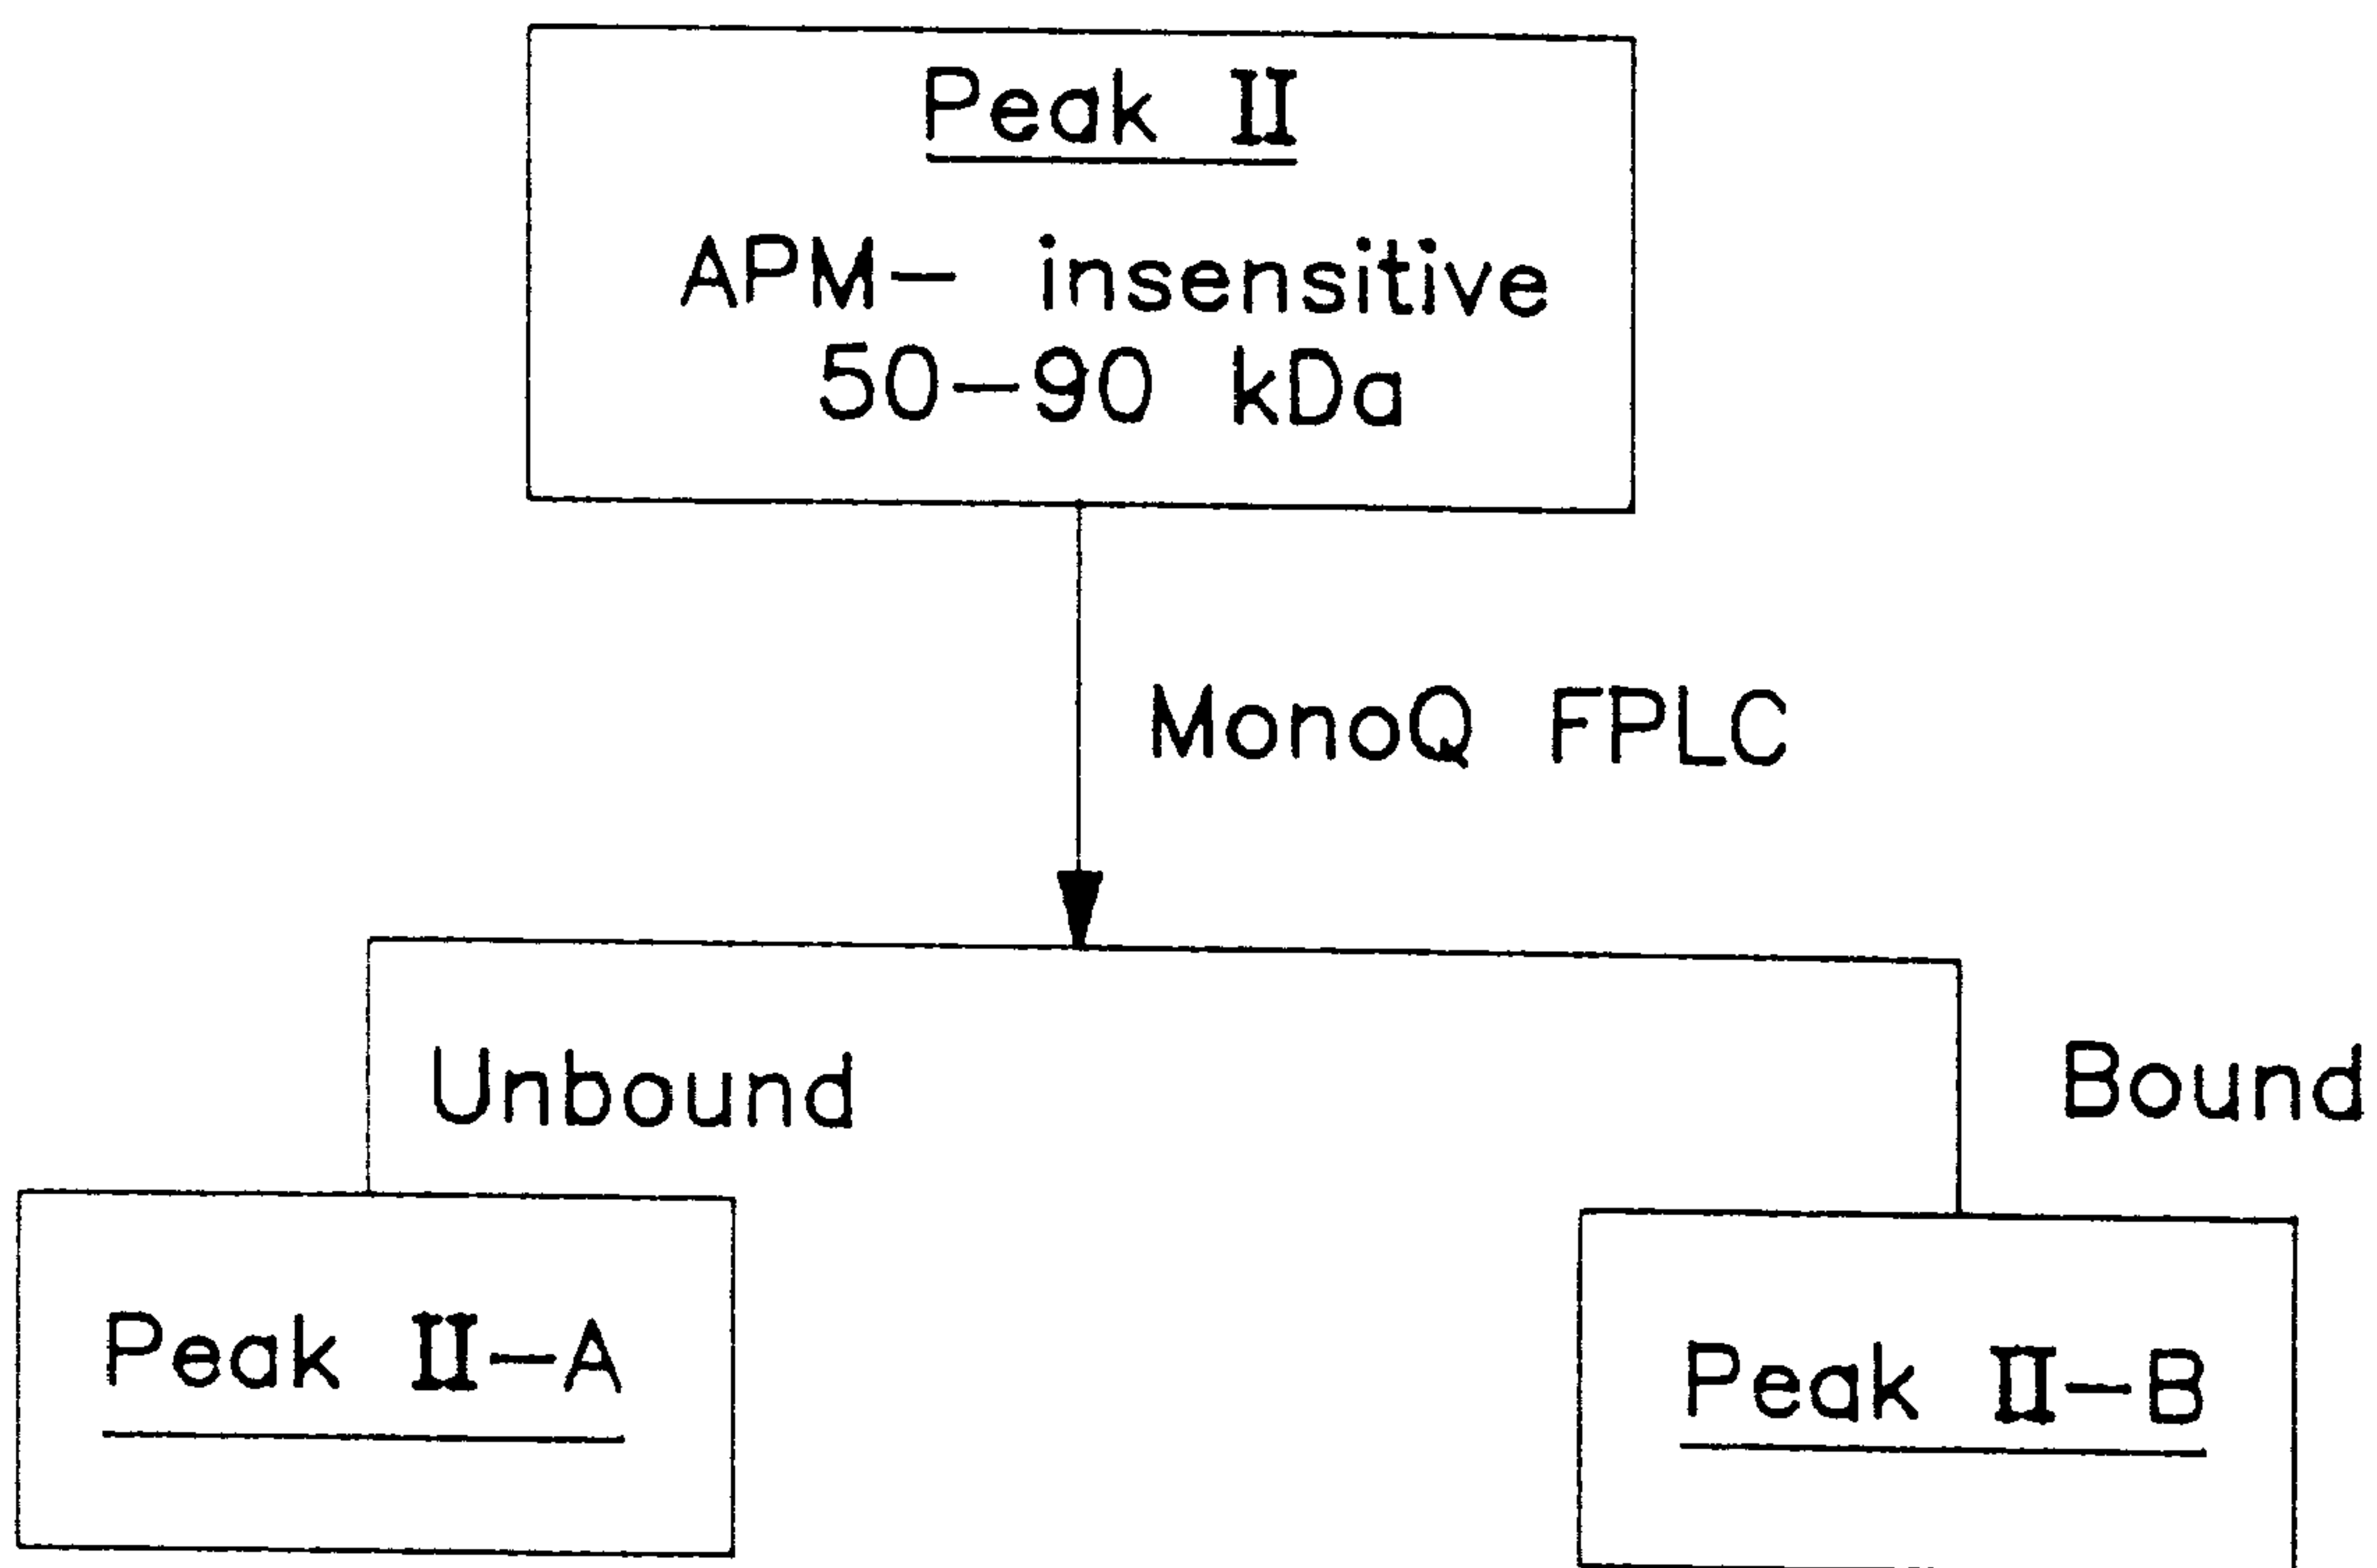 Peak II
APM- insensitive
50-90 kDa
MonoQ FPLC
Unbound
Bound
Peak II-A
Peak II-B